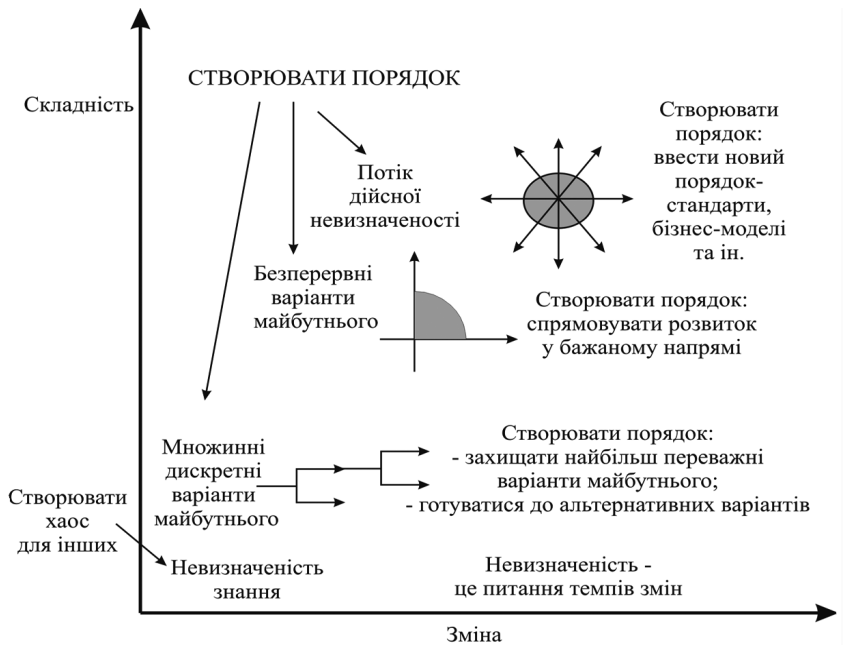 СТВОРЮВАТИ ПОРЯДОК
Складність
Створювати
порядок:
ввести новий
порядок-
стандарти,
бізнес-моделі
та ін.
Потік
дійсної
невизначеності
Безперервні
варіанти
майбутнього
Створювати порядок:
спрямовувати розвиток
у бажаному напрямі
Множинні
дискретні
варіанти
майбутнього
Створювати порядок:
- захищати найбільш переважні
варіанти майбутнього;
- готуватися до альтернативних варіантів
Створювати
хаос
для інших
Невизначеність
знання
Невизначеність -
це питання темпів змін
Зміна